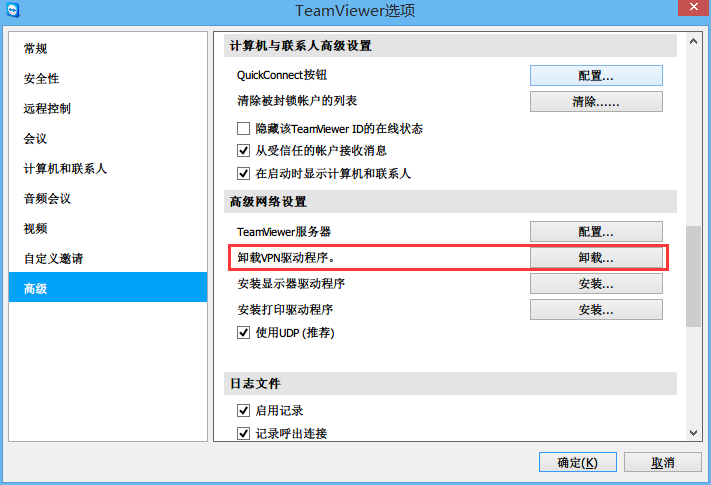 TeamViewer选项
常规
安全性
远程控制
会议
计算机和联系人
音频会议
视频
自定义邀请
高级
计算机与联系人高级设置
QuickConnect按钮 配置...
清除被封锁帐户的列表 清除......
隐藏该TeamViewer ID的在线状态
从受信任的帐户接收消息
在启动时显示计算机和联系人
高级网络设置
TeamViewer服务器 配置...
卸载VPN驱动程序。 卸载...
安装显示器驱动程序 安装...
安装打印驱动程序 安装...
使用UDP (推荐)
日志文件
启用记录
记录呼出连接
确定(K) 取消